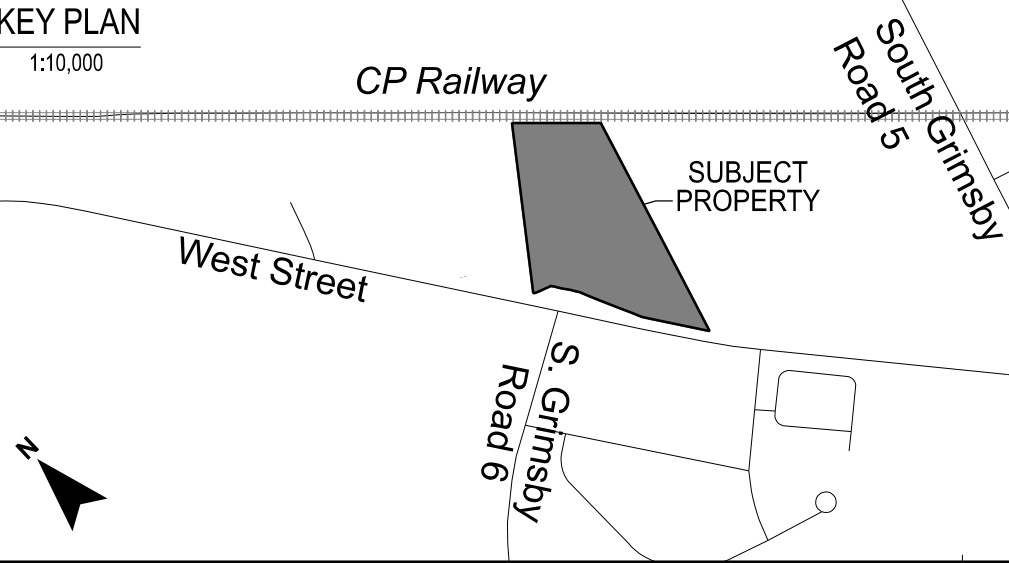 KEY PLAN
1:10,000
CP Railway
South Grimsby
Road 5
SUBJECT
PROPERTY
West Street
S. Grimsby
Road 6
N